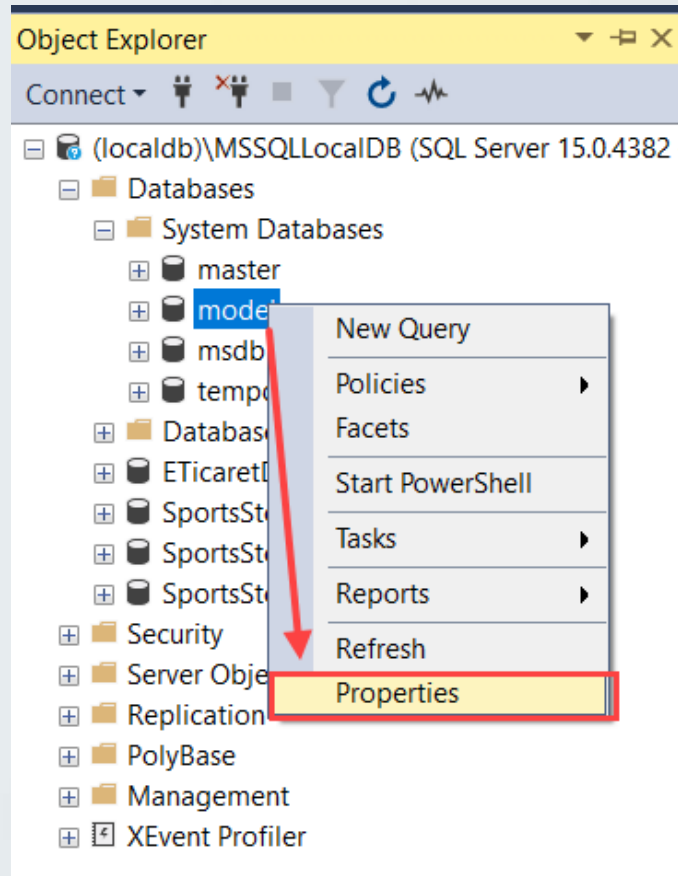 Object Explorer
Connect
(localdb)\MSSQLLocalDB (SQL Server 15.0.4382
Databases
System Databases
master
model
New Query
msdb
Policies
Facets
Start PowerShell
Tasks
Reports
Security
Refresh
Properties
Replication
PolyBase
Management
XEvent Profiler